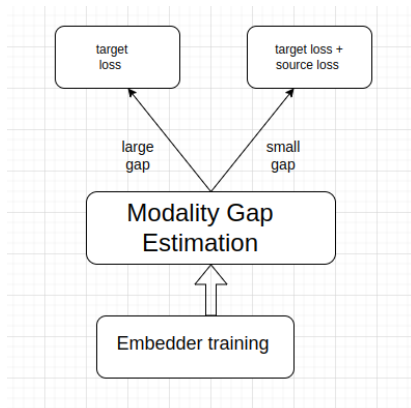 target
loss
target loss +
source loss
large
gap
small
gap
Modality Gap
Estimation
Embedder training